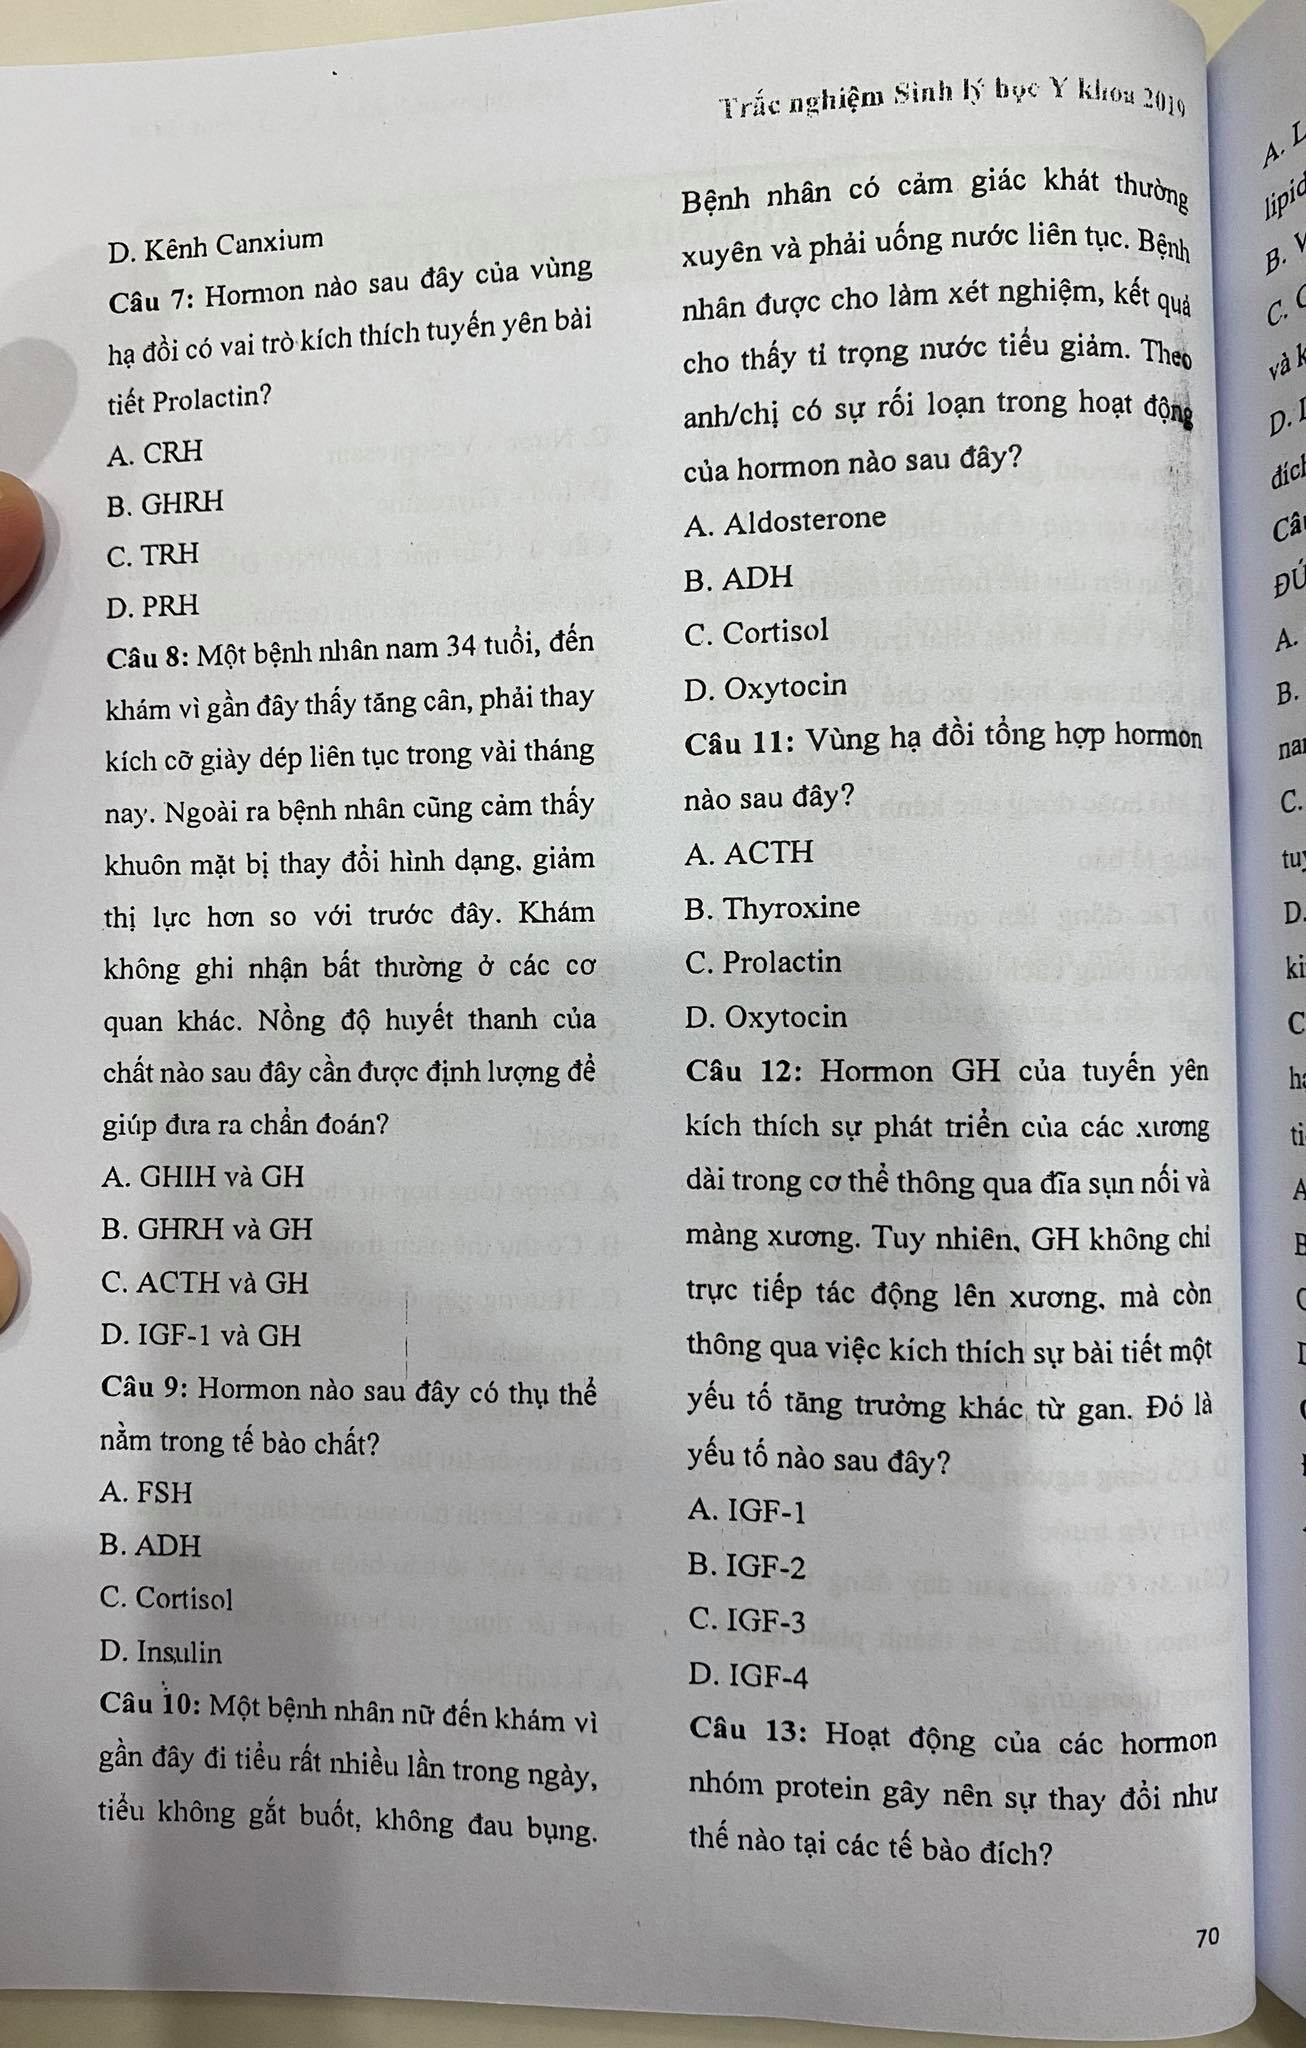 Trắc nghiệm Sinh lý học Y khoa 2019
D. Kênh Canxium
Câu 7: Hormon nào sau đây của vùng
hạ đồi có vai trò kích thích tuyến yên bài
tiết Prolactin?
A. CRH
B. GHRH
C. TRH
D. PRH
Câu 8: Một bệnh nhân nam 34 tuổi, đến
khám vì gần đây thấy tăng cân, phải thay
kích cỡ giày dép liên tục trong vài tháng
nay. Ngoài ra bệnh nhân cũng cảm thấy
khuôn mặt bị thay đổi hình dạng, giảm
thị lực hơn so với trước đây. Khám
không ghi nhận bất thường ở các cơ
quan khác. Nồng độ huyết thanh của
chất nào sau đây cần được định lượng để
giúp đưa ra chẩn đoán?
A. GHIH và GH
B. GHRH và GH
C. ACTH và GH
D. IGF-1 và GH
Câu 9: Hormon nào sau đây có thụ thể
nằm trong tế bào chất?
A. FSH
B. ADH
C. Cortisol
D. Insulin
Câu 10: Một bệnh nhân nữ đến khám vì
gần đây đi tiểu rất nhiều lần trong ngày,
tiểu không gắt buốt, không đau bụng.
Bệnh nhân có cảm giác khát thường
xuyên và phải uống nước liên tục. Bệnh
nhân được cho làm xét nghiệm, kết quả
cho thấy tỉ trọng nước tiểu giảm. Theo
anh/chị có sự rối loạn trong hoạt động
của hormon nào sau đây?
A. Aldosterone
B. ADH
C. Cortisol
D. Oxytocin
Câu 11: Vùng hạ đồi tổng hợp hormon
nào sau đây?
A. ACTH
B. Thyroxine
C. Prolactin
D. Oxytocin
Câu 12: Hormon GH của tuyến yên
kích thích sự phát triển của các xương
dài trong cơ thể thông qua đĩa sụn nối và
màng xương. Tuy nhiên, GH không chỉ
trực tiếp tác động lên xương, mà còn
thông qua việc kích thích sự bài tiết một
yếu tố tăng trưởng khác từ gan. Đó là
yếu tố nào sau đây?
A. IGF-1
B. IGF-2
C. IGF-3
D. IGF-4
Câu 13: Hoạt động của các hormon
nhóm protein gây nên sự thay đổi như
thế nào tại các tế bào đích?
70
A.
lipid
B.
C.
và
D.
ĐÚ
A.
B.
C.
D.